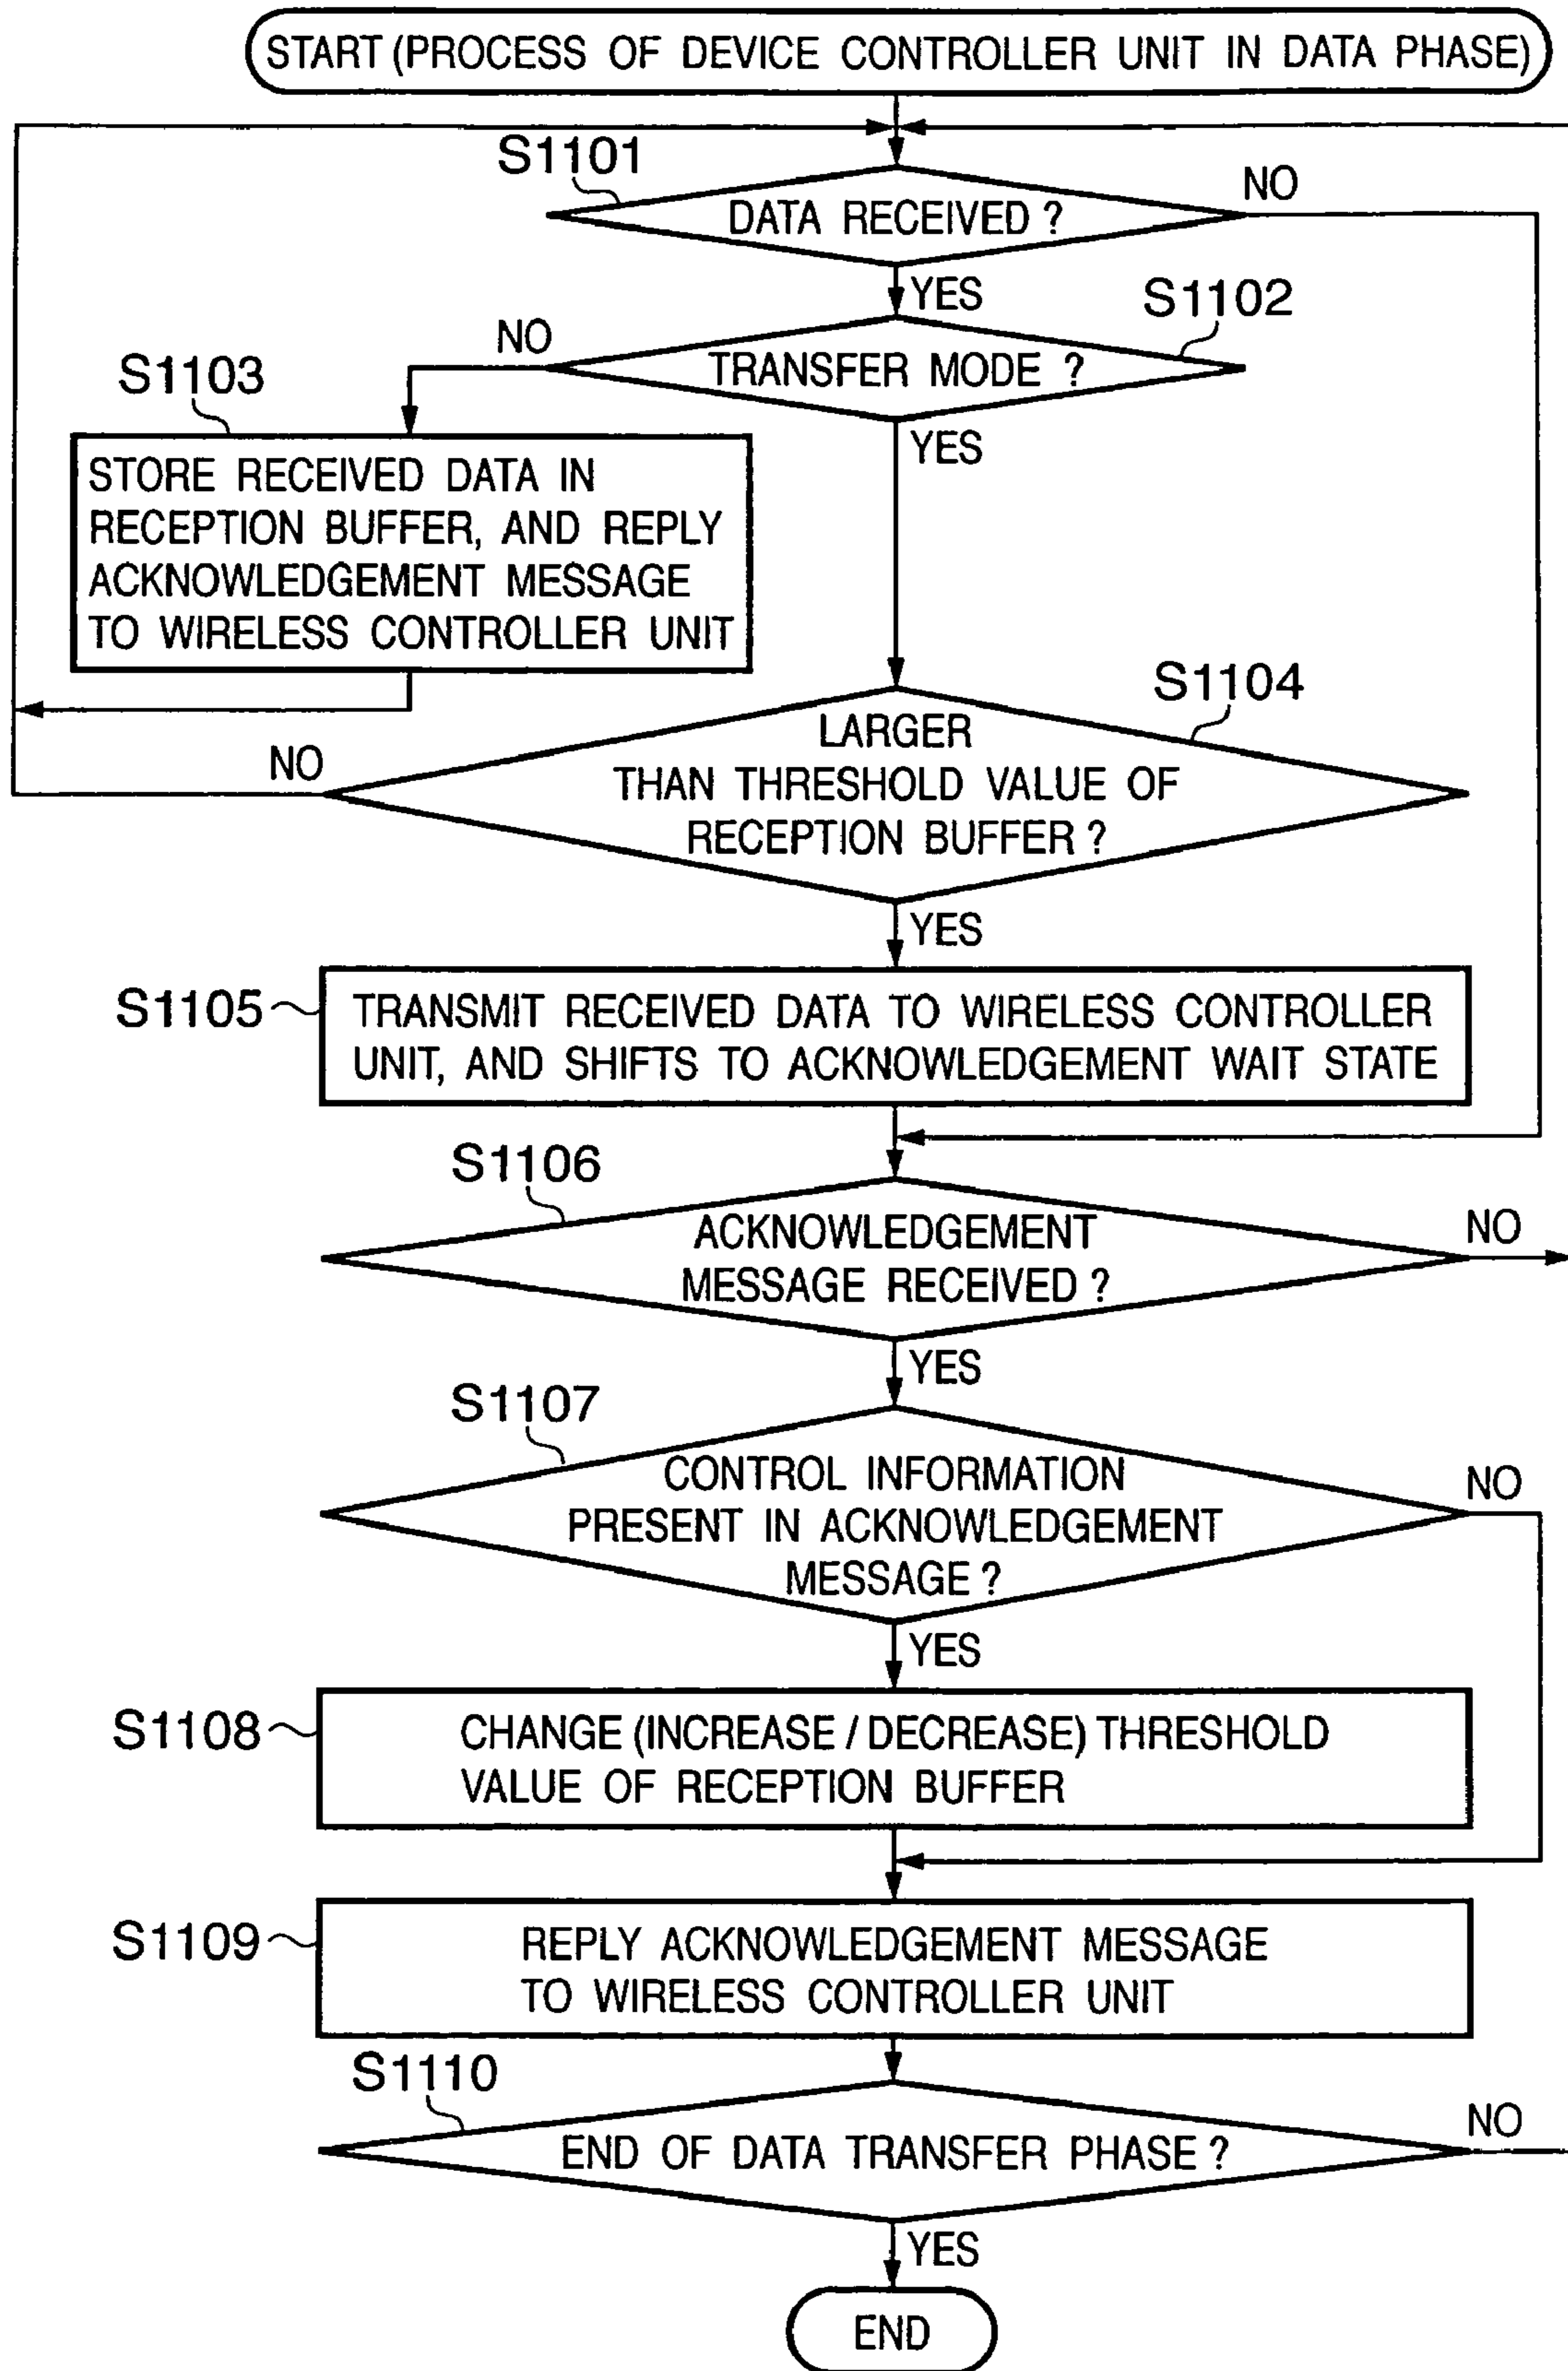 START (PROCESS OF DEVICE CONTROLLER UNIT IN DATA PHASE)
S1101
NO
DATA RECEIVED ?
YES
S1102
NO
TRANSFER MODE ?
S1103
YES
STORE RECEIVED DATA IN
RECEPTION BUFFER, AND REPLY
ACKNOWLEDGEMENT MESSAGE
TO WIRELESS CONTROLLER UNIT
S1104
LARGER
THAN THRESHOLD VALUE OF
RECEPTION BUFFER ?
NO
YES
S1105
TRANSMIT RECEIVED DATA TO WIRELESS CONTROLLER
UNIT, AND SHIFTS TO ACKNOWLEDGEMENT WAIT STATE
S1106
ACKNOWLEDGEMENT
MESSAGE RECEIVED ?
NO
YES
S1107
CONTROL INFORMATION
PRESENT IN ACKNOWLEDGEMENT
MESSAGE ?
NO
YES
S1108
CHANGE (INCREASE / DECREASE) THRESHOLD
VALUE OF RECEPTION BUFFER
S1109
REPLY ACKNOWLEDGEMENT MESSAGE
TO WIRELESS CONTROLLER UNIT
S1110
END OF DATA TRANSFER PHASE ?
NO
YES
END